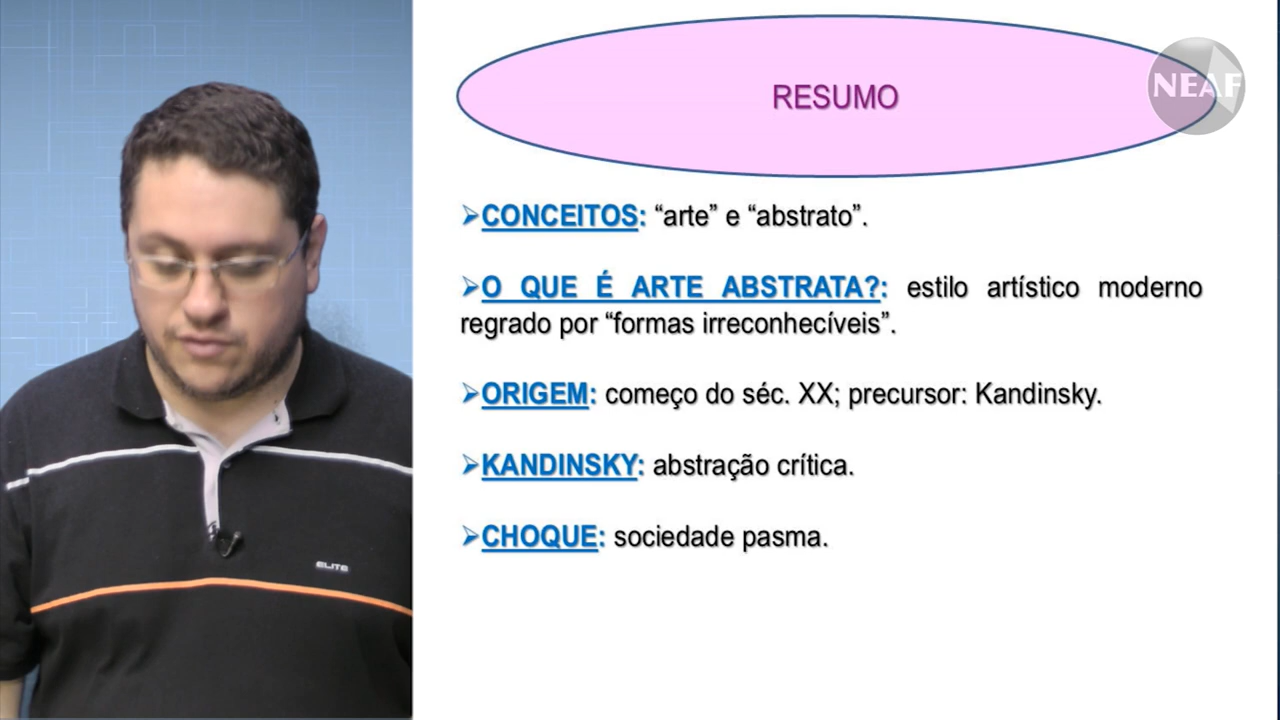 RESUMO
NEAF
➢CONCEITOS: “arte” e “abstrato”.
➢O QUE É ARTE ABSTRATA?: estilo artístico moderno
regrado por “formas irreconhecíveis”.
➢ORIGEM: começo do séc. XX; precursor: Kandinsky.
➢KANDINSKY: abstração crítica.
➢CHOQUE: sociedade pasma.
ELITE